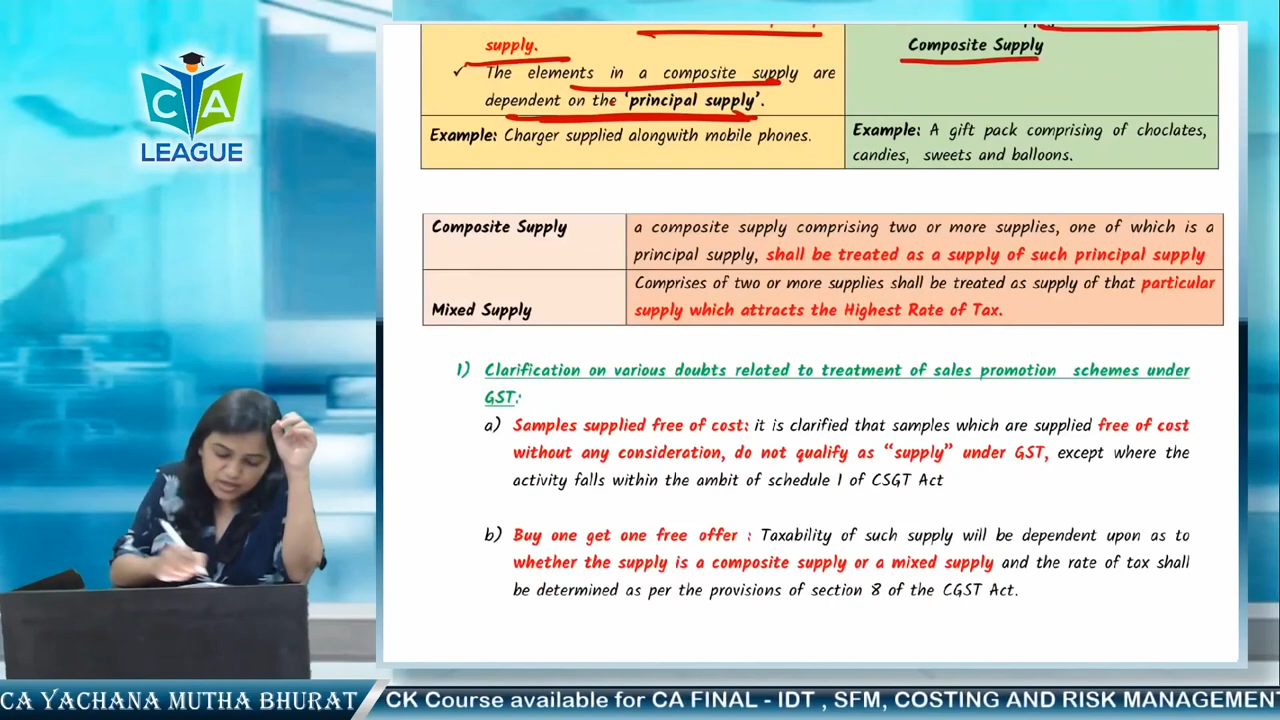 supply.
✓ The elements in a composite supply are
dependent on the ‘principal supply’.
Composite Supply
Example: Charger supplied alongwith mobile phones.
Example: A gift pack comprising of choclates,
candies, sweets and balloons.
CA
LEAGUE
Composite Supply
a composite supply comprising two or more supplies, one of which is a
principal supply, shall be treated as a supply of such principal supply
Mixed Supply
Comprises of two or more supplies shall be treated as supply of that particular
supply which attracts the Highest Rate of Tax.
1) Clarification on various doubts related to treatment of sales promotion schemes under
GST:
a) Samples supplied free of cost: it is clarified that samples which are supplied free of cost
without any consideration, do not qualify as “supply” under GST, except where the
activity falls within the ambit of schedule 1 of CSGT Act
b) Buy one get one free offer : Taxability of such supply will be dependent upon as to
whether the supply is a composite supply or a mixed supply and the rate of tax shall
be determined as per the provisions of section 8 of the CGST Act.
CA YACHANA MUTHA BHURAT
CK Course available for CA FINAL - IDT , SFM, COSTING AND RISK MANAGEMENT